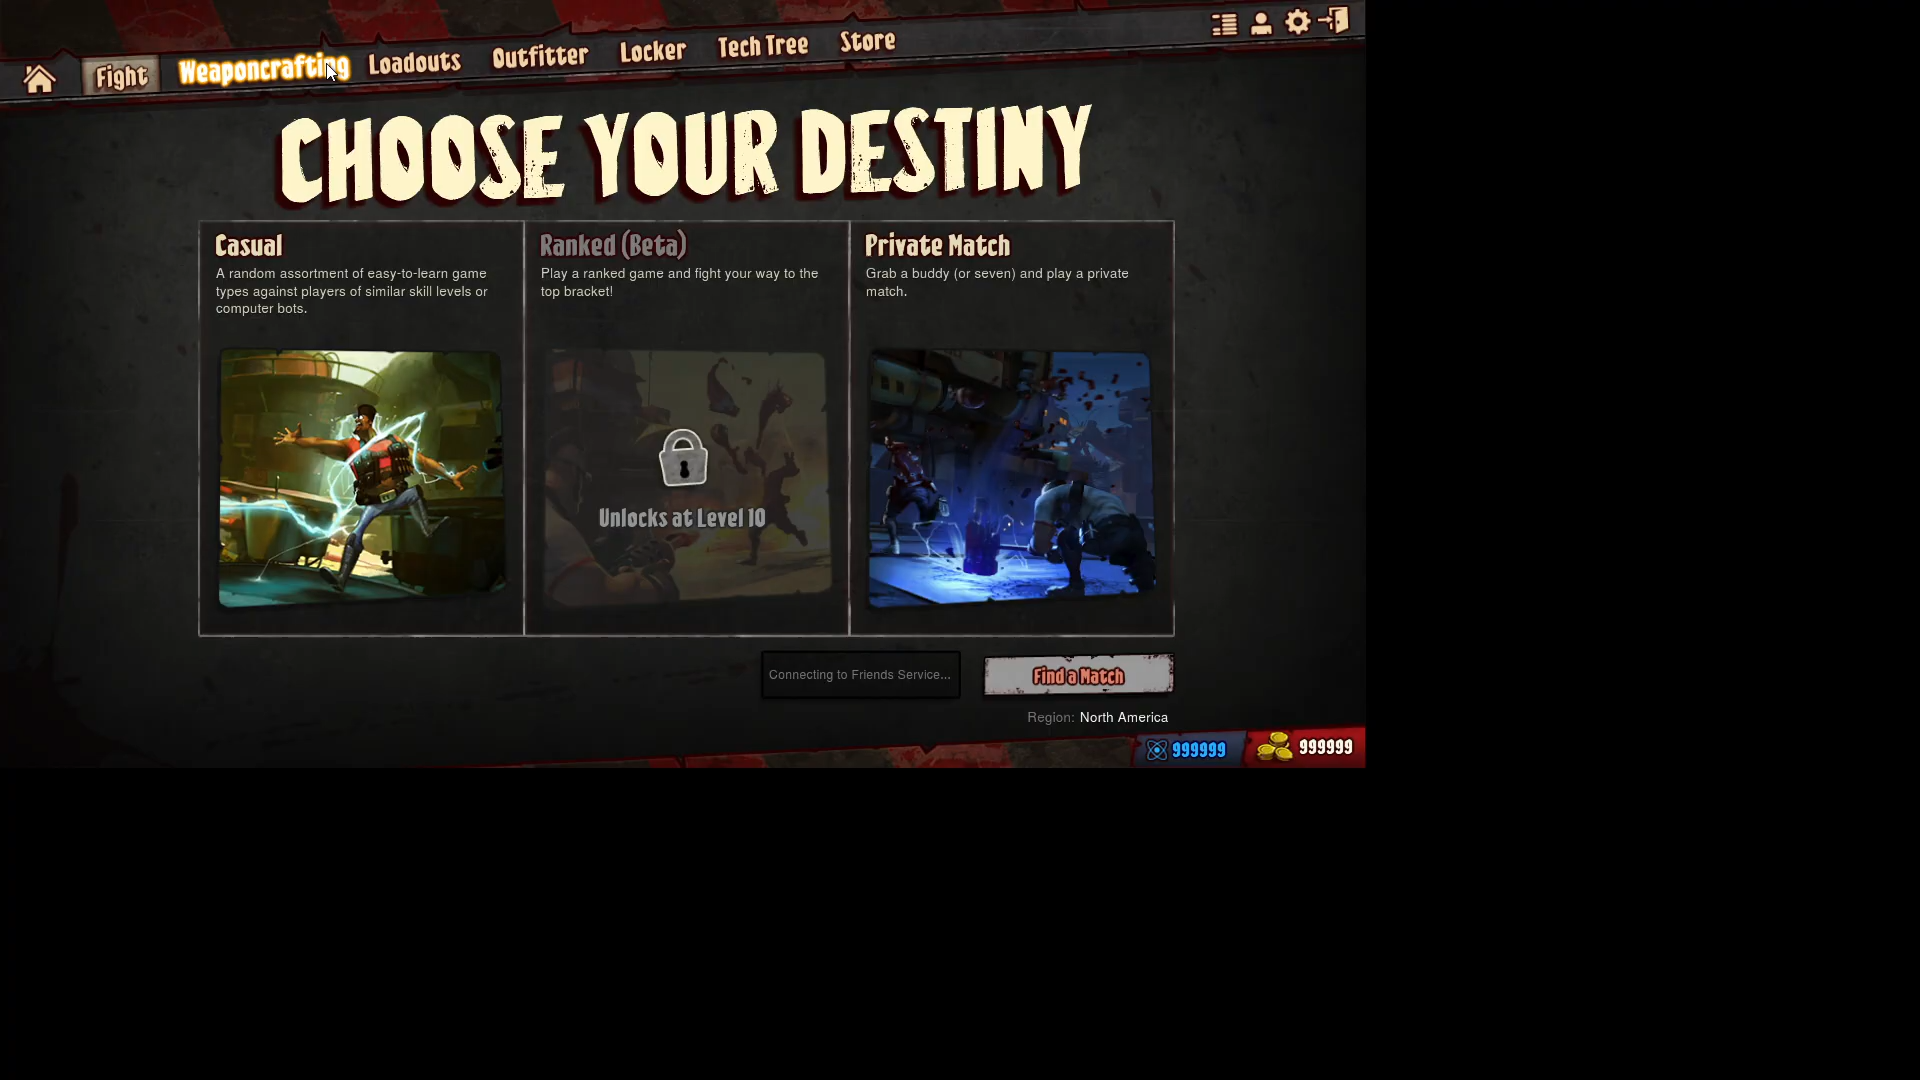 Fight
Weaponcrafting
Loadouts
Outfitter
Locker
Tech Tree
Store
CHOOSE YOUR DESTINY
Casual
A random assortment of easy-to-learn game
types against players of similar skill levels or
computer bots.
Ranked (Beta)
Play a ranked game and fight your way to the
top bracket!
Unlocks at Level 10
Private Match
Grab a buddy (or seven) and play a private
match.
Connecting to Friends Service...
Find a Match
Region: North America
999999
999999